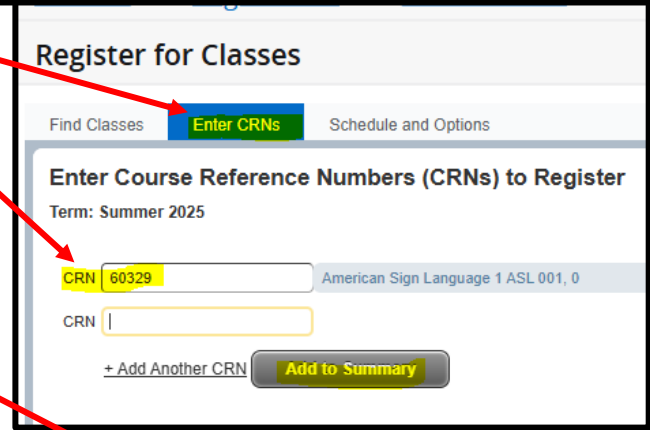 Register for Classes
Find Classes Enter CRNs Schedule and Options
Enter Course Reference Numbers (CRNs) to Register
Term: Summer 2025
CRN 60329 American Sign Language 1 ASL 001, 0
CRN
+ Add Another CRN Add to Summary